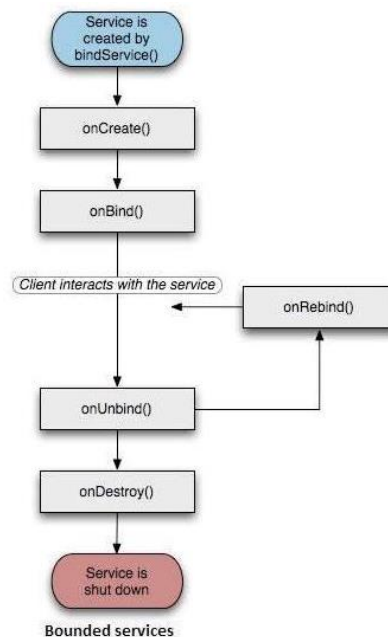 Service is
created by
bindService()
onCreate()
onBind()
Client interacts with the service
onRebind()
onUnbind()
onDestroy()
Service is
shut down
Bounded services